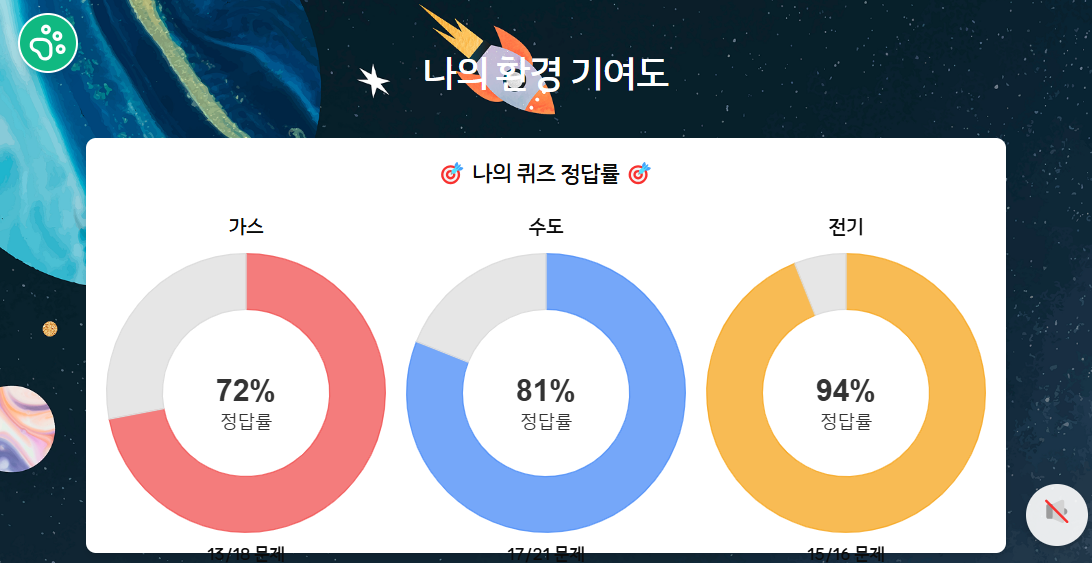 나의 환경 기여도
나의 퀴즈 정답률
가스 수도 전기
72% 81% 94%
정답률 정답률 정답률
13/18 문제 17/21 문제 15/16 문제